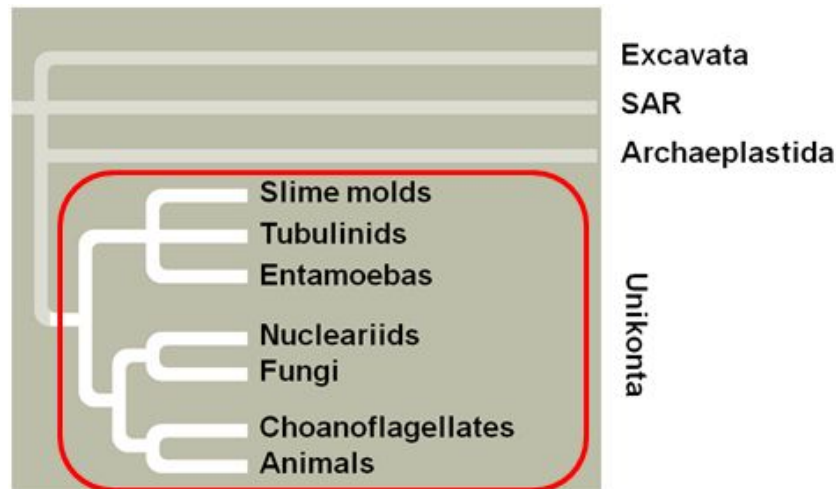 Excavata
SAR
Archaeplastida
Slime molds
Tubulinids
Entamoebas
Nucleariids
Fungi
Choanoflagellates
Animals
Unikonta